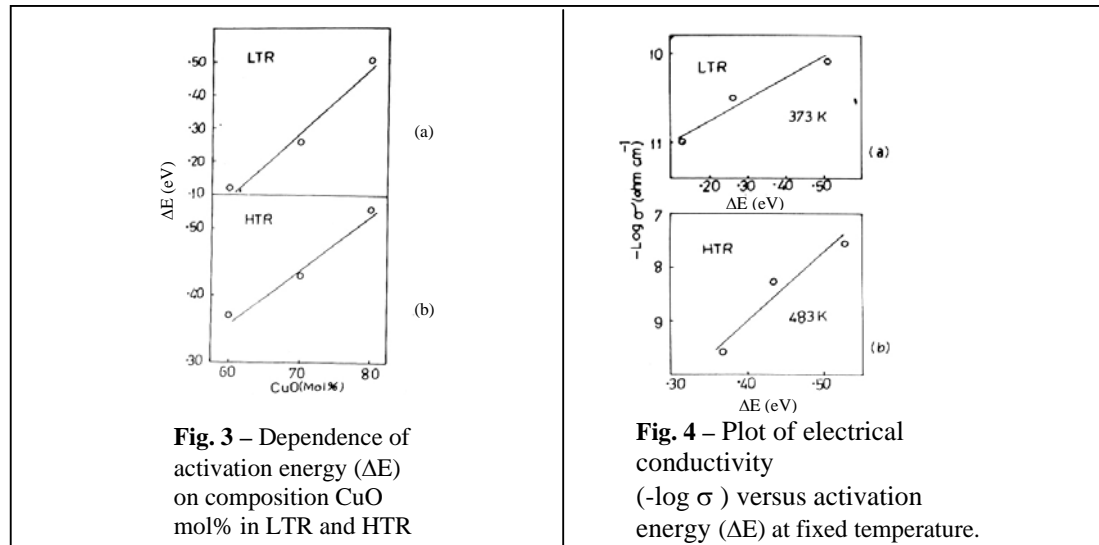 ·50
LTR
·40
(a)
·30
·20
·10
ΔE (eV)
HTR
·50
·40
(b)
·30
60 70 80
CuO(Mol%)
Fig. 3 – Dependence of
activation energy (ΔE)
on composition CuO
mol% in LTR and HTR
10
LTR
373 K
11
(a)
·20 ·30 ·40 ·50
ΔE (eV)
-Log σ (ohm cm)⁻¹
7
HTR
8
483 K
9
(b)
·30 ·40 ·50
ΔE (eV)
Fig. 4 – Plot of electrical
conductivity
(-log σ ) versus activation
energy (ΔE) at fixed temperature.